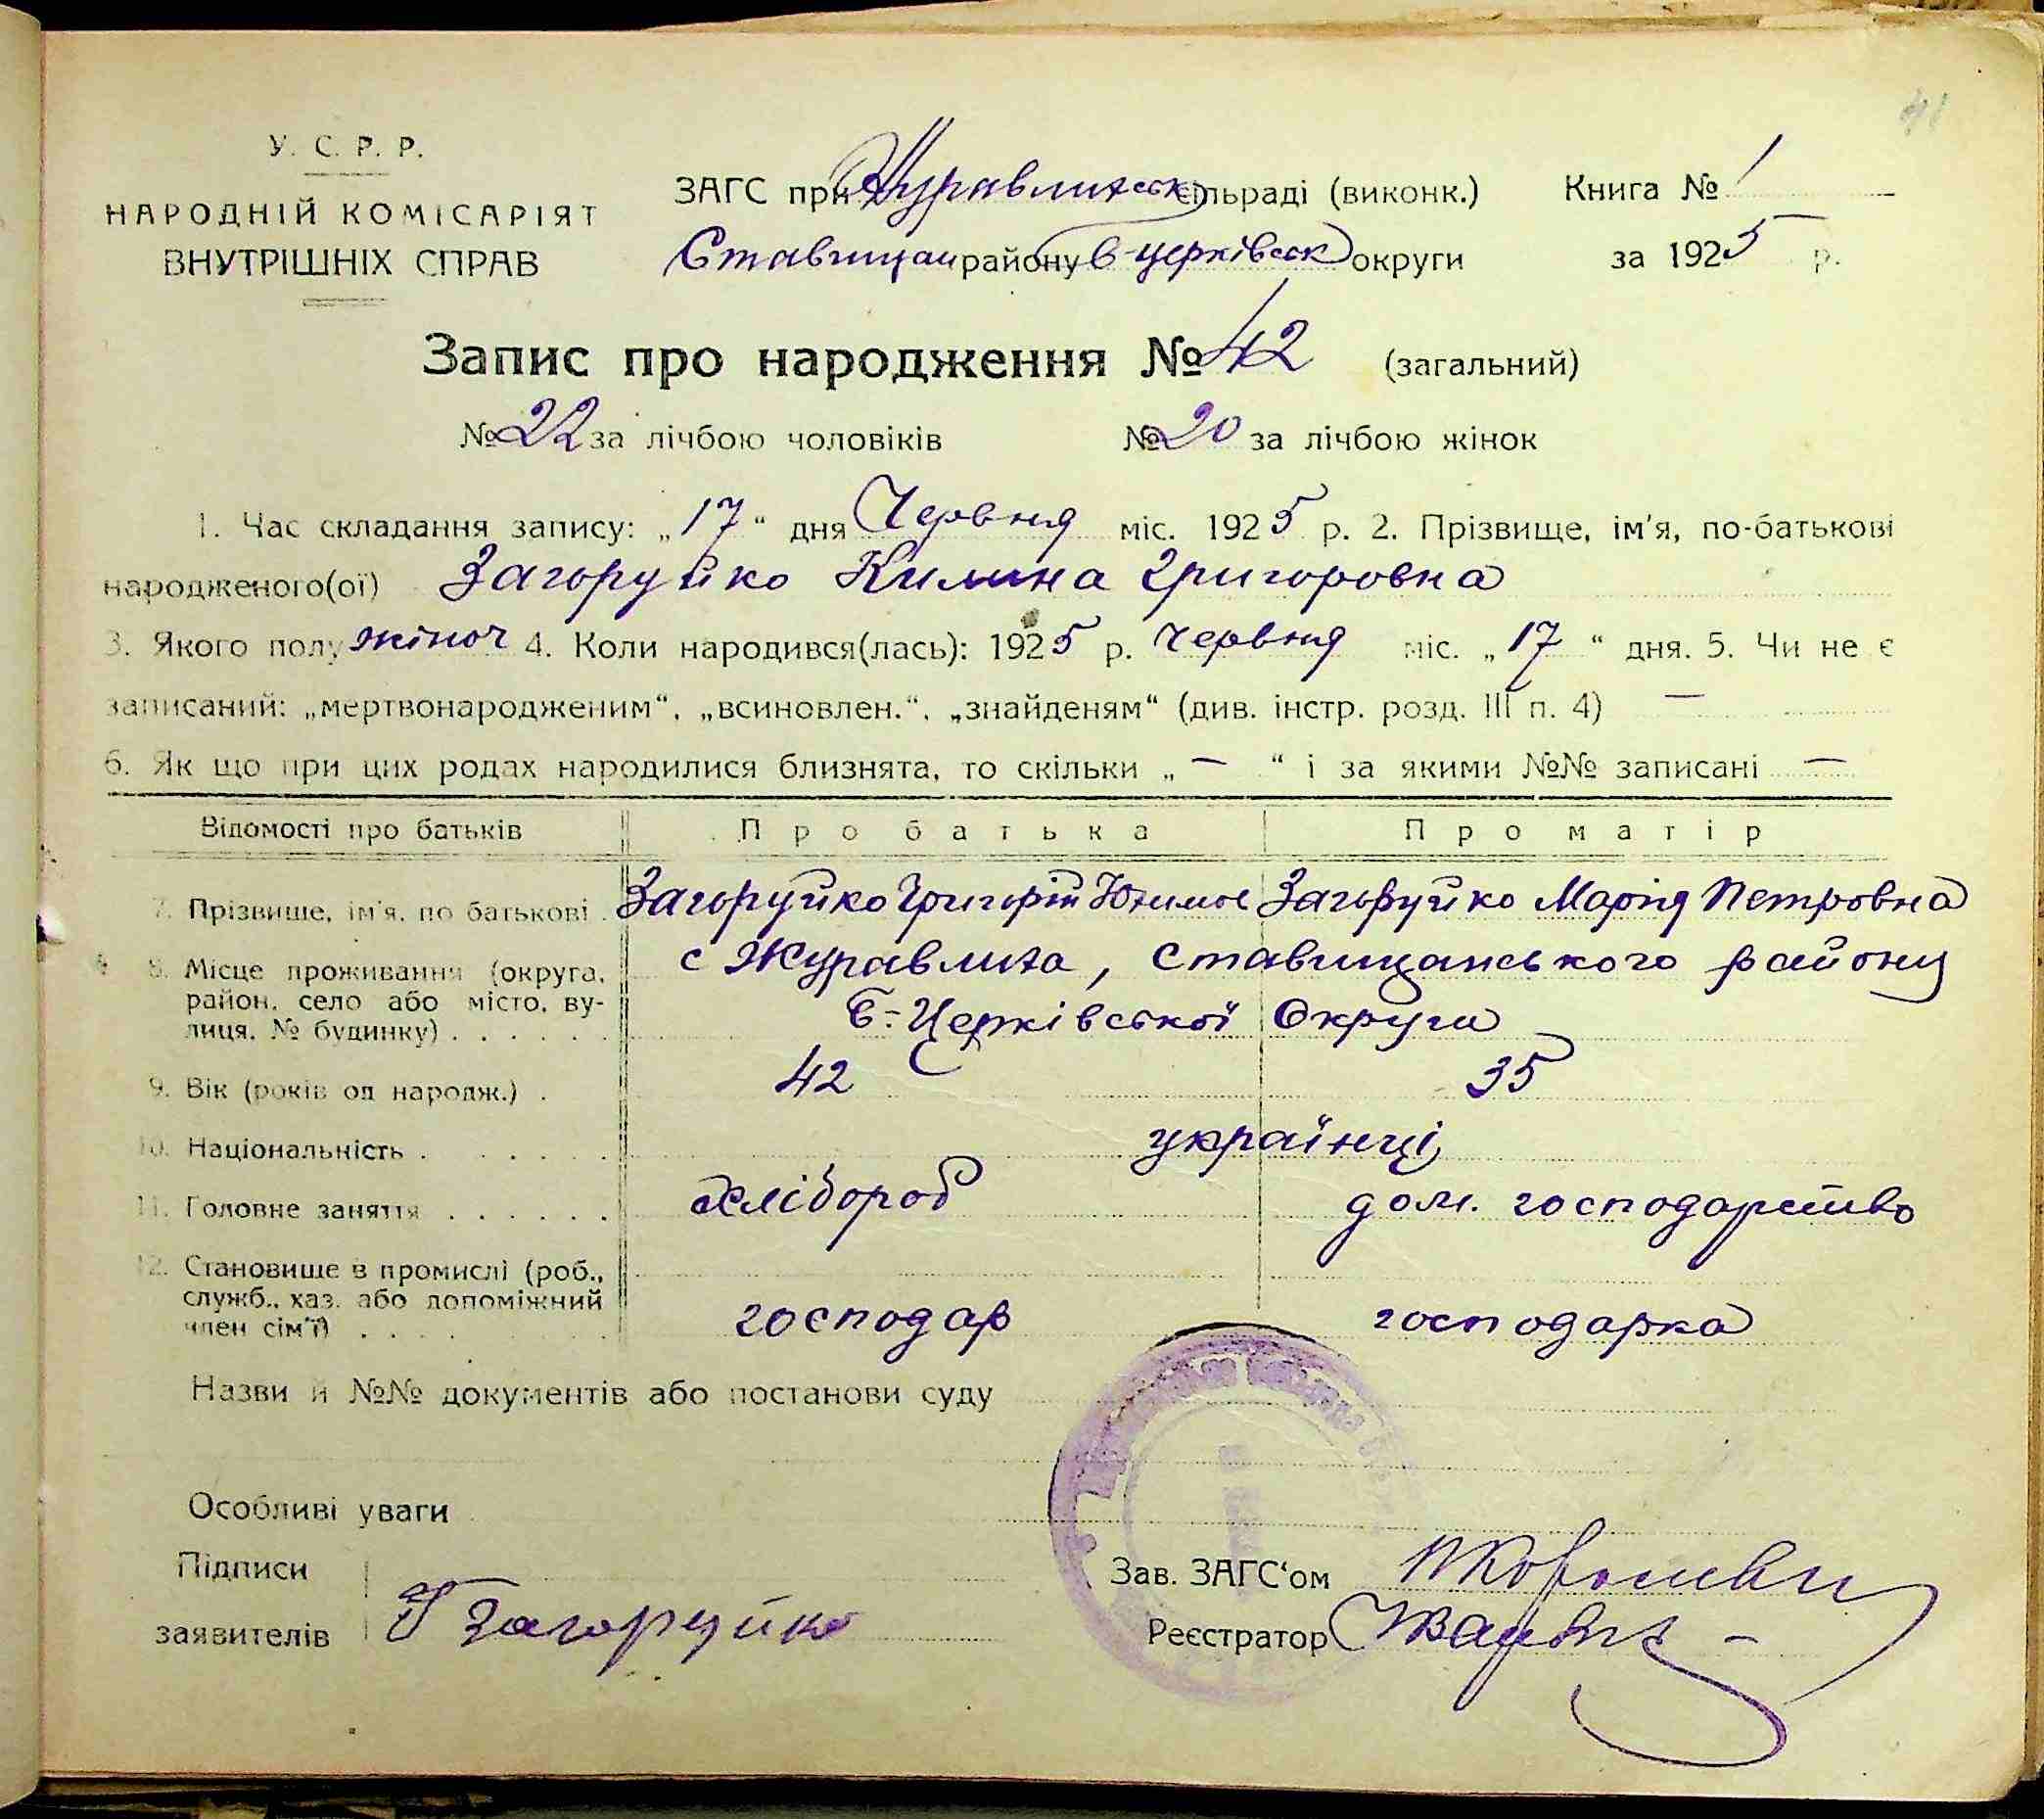 41
У. С. Р. Р.
НАРОДНІЙ КОМІСАРІЯТ
ВНУТРІШНІХ СПРАВ
ЗАГС при Журавлихськ сільраді (виконк.) Книга № 1
Ставищан району Б-Церківськ округи за 1925 р.
Запис про народження № 42 (загальний)
№ 22 за лічбою чоловіків № 20 за лічбою жінок
1. Час складання запису: „17“ дня Червня міс. 1925 р. 2. Прізвище, ім'я, по-батькові
народженого(ої) Загоруйко Килина Григоровна
3. Якого полу жіноч 4. Коли народився(лась): 1925 р. червня міс. „17“ дня. 5. Чи не є
записаний: „мертвонародженим“, „всиновлен.“, „знайденям“ (див. інстр. розд. III п. 4) —
6. Як що при цих родах народилися близнята, то скільки „ — “ і за якими №№ записані —
Відомості про батьків Про батька Про матір
7. Прізвище, ім'я, по батькові . Загоруйко Григорій Загоруйко Марія Петровна
8. Місце проживання (округа, район, село або місто, ву- лиця, № будинку) . . . . . .
с Журавлиха, Ставищанського району
Б-Церківської Округи
9. Вік (років од народж.) . 42 35
10. Національність . . . . . . українці
11. Головне заняття . . . . . . хлібороб дом. господарство
12. Становище в промислі (роб.,
служб., хаз. або допоміжний
член сім'ї) . . . . господар господарка
Назви й №№ документів або постанови суду
Особливі уваги
Підписи
заявителів Г Загоруйко
Зав. ЗАГС‘ом
Реєстратор